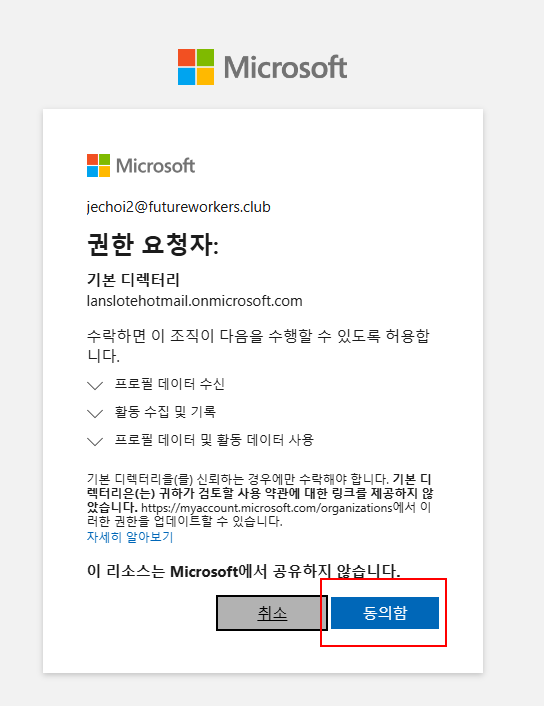 Microsoft
Microsoft
jechoi2@futureworkers.club
권한 요청자:
기본 디렉터리
lanslotehotmail.onmicrosoft.com
수락하면 이 조직이 다음을 수행할 수 있도록 허용합
니다.
프로필 데이터 수신
활동 수집 및 기록
프로필 데이터 및 활동 데이터 사용
기본 디렉터리을(를) 신뢰하는 경우에만 수락해야 합니다. 기본 디
렉터리은(는) 귀하가 검토할 사용 약관에 대한 링크를 제공하지 않
았습니다. https://myaccount.microsoft.com/organizations에서 이
러한 권한을 업데이트할 수 있습니다.
자세히 알아보기
이 리소스는 Microsoft에서 공유하지 않습니다.
취소
동의함